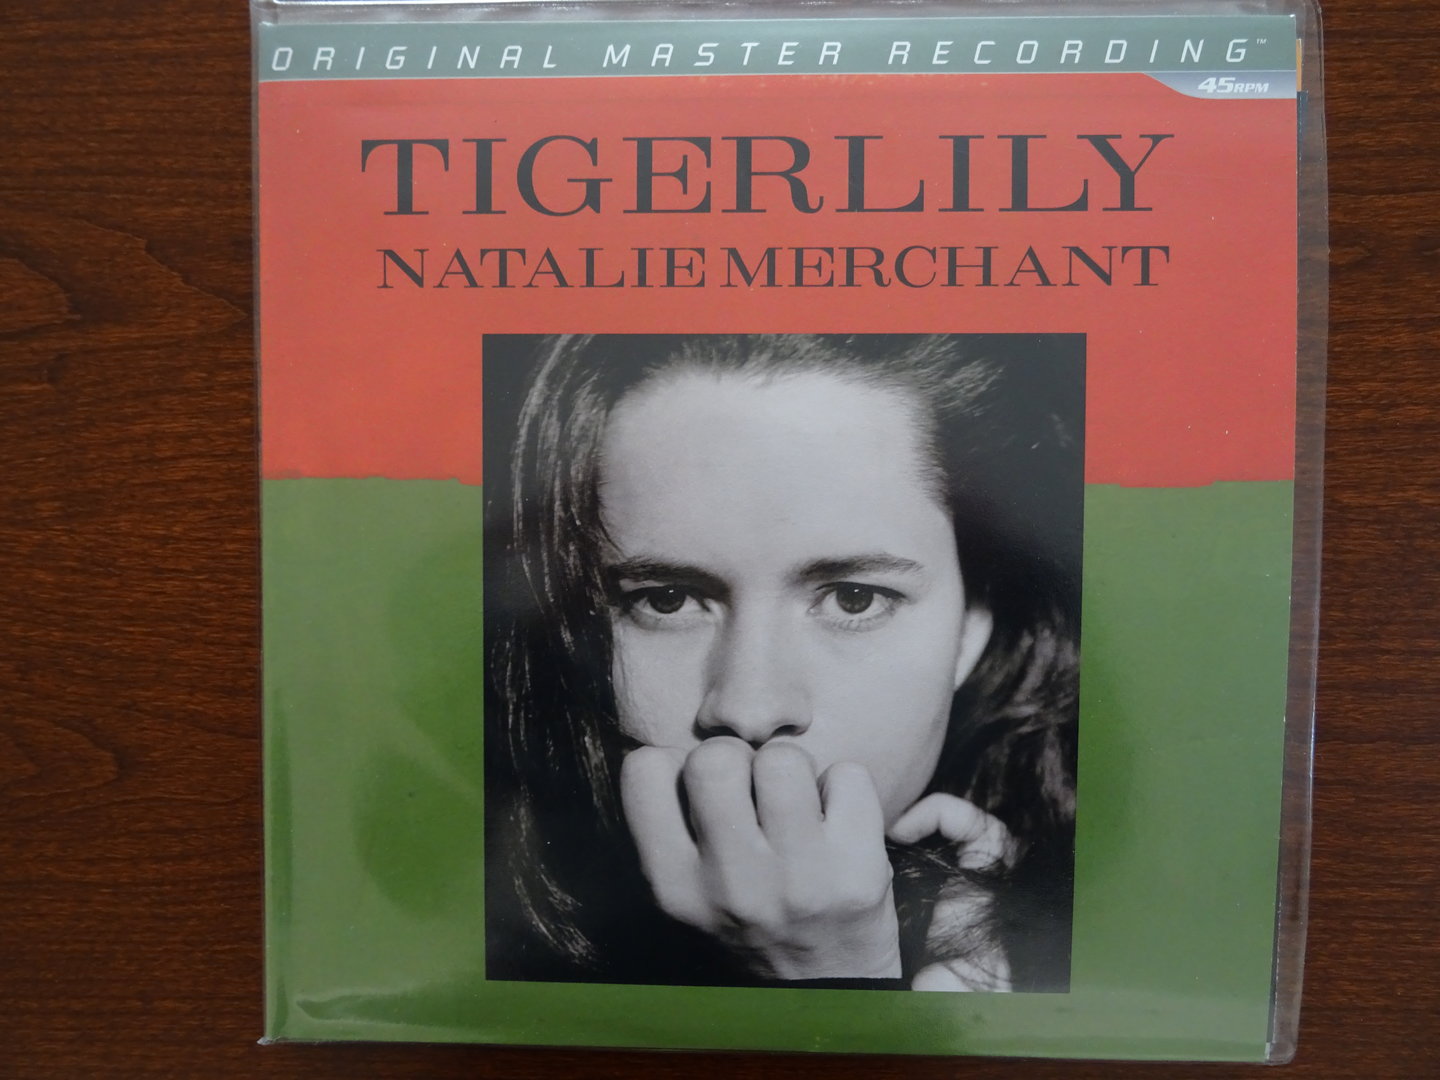 ORIGINAL MASTER RECORDING™
45RPM
TIGERLILY
NATALIE MERCHANT